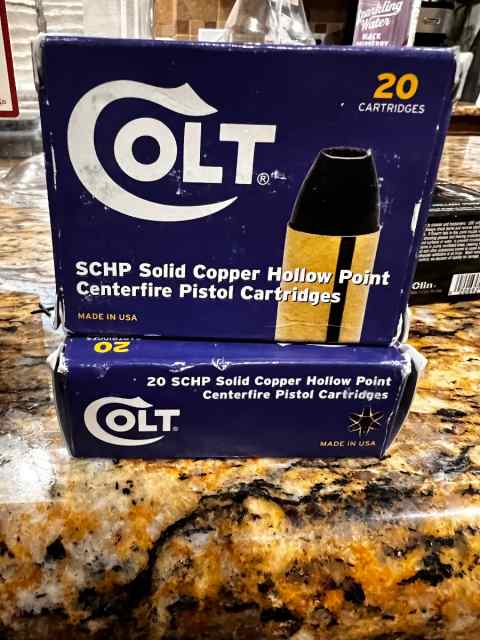 Sparkling
Water
BLACK
20
CARTRIDGES
COLT®
SCHP Solid Copper Hollow Point
Centerfire Pistol Cartridges
MADE IN USA
Olin.
20
20 SCHP Solid Copper Hollow Point
Centerfire Pistol Cartridges
COLT®
MADE IN USA